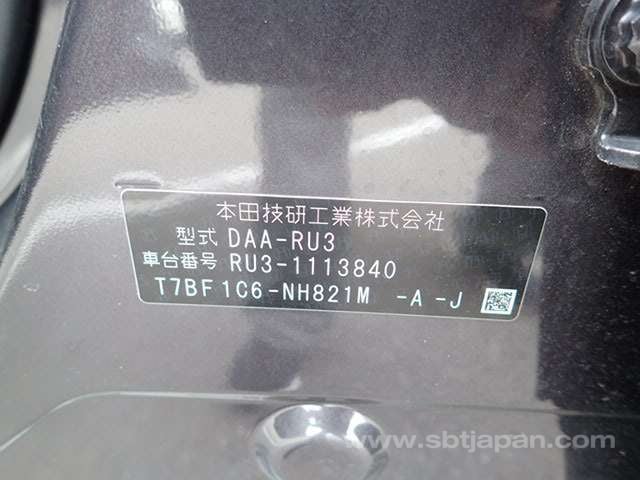 本田技研工業株式会社
型式 DAA-RU3
車台番号 RU3-1113840
T7BF1C6-NH821M -A -J
www.sbtjapan.com